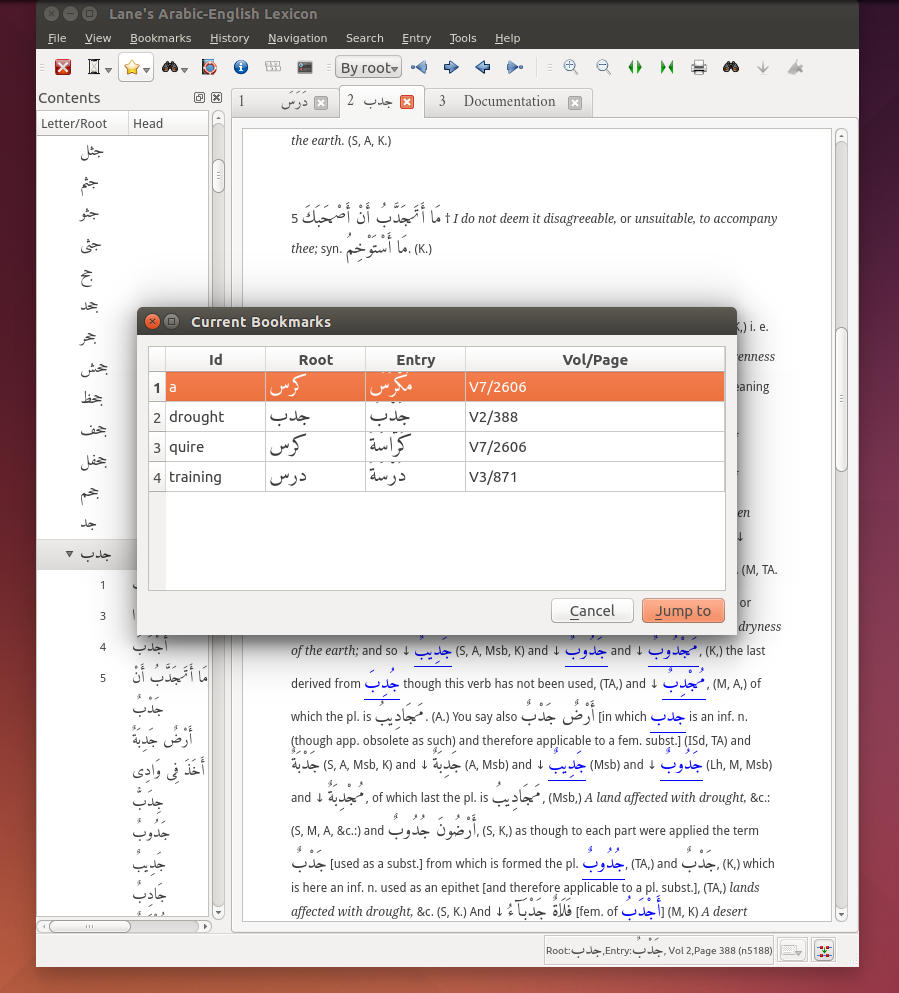 Lane's Arabic-English Lexicon
File View Bookmarks History Navigation Search Entry Tools Help
By root
Contents
Letter/Root Head
جثل
جثم
جثو
جثى
جح
جحد
جحر
جحش
جحظ
جحف
جحفل
جحم
جد
جدب
1
3
4 أَجْدَبَ
5 مَا أَتَجَدَّبُ أَنْ
جَدْبٌ
أَرْضٌ جَدِبَةٌ
أَخَذَ فِى وَادِى
جِدَبٌّ
جَدُوبٌ
جَدِيبٌ
جَادِبٌ
1 دَرَسَ
2 جدب
3 Documentation
the earth. (S, A, K.)
5 مَا أَتَجَدَّبُ أَنْ أَصْحَبَكَ † I do not deem it disagreeable, or unsuitable, to accompany
thee; syn. مَا أَسْتَوْخِمُ. (K.)
K,) i. e.
enness
eaning
en
↓
. (M, TA.
or
dryness
Current Bookmarks
Id Root Entry Vol/Page
1 a كرس مُكَرَّسٌ V7/2606
2 drought جدب جَدْبٌ V2/388
3 quire كرس كُرَّاسَةٌ V7/2606
4 training درس دُرْسَةٌ V3/871
Cancel Jump to
of the earth; and so ↓ جَدِيبٌ (S, A, Msb, K) and ↓ جَدُوبٌ and ↓ مَجْدُوبٌ, (K,) the last
derived from جُدِبَ though this verb has not been used, (TA,) and ↓ مُجْدِبٌ, (M, A,) of
which the pl. is مَجَادِيبُ. (A.) You say also أَرْضٌ جَدْبٌ [in which جدب is an inf. n.
(though app. obsolete as such) and therefore applicable to a fem. subst.] (ISd, TA) and
جَدْبَةٌ (S, A, Msb, K) and ↓ جَدِبَةٌ (A, Msb) and ↓ جَدِيبٌ (Msb) and ↓ جَدُوبٌ (Lh, M, Msb)
and ↓ مُجْدِبَةٌ, of which last the pl. is مَجَادِيبُ, (Msb,) A land affected with drought, &c.:
(S, M, A, &c.:) and أَرْضُونَ جُدُوبٌ, (S, K,) as though to each part were applied the term
جَدْبٌ [used as a subst.] from which is formed the pl. جُدُوبٌ, (TA,) and جَدْبٌ, (K,) which
is here an inf. n. used as an epithet [and therefore applicable to a pl. subst.], (TA,) lands
affected with drought, &c. (S, K.) And ↓ فَلَاةٌ جَدْبَآءُ [fem. of أَجْدَبُ] (M, K) A desert
Root:جدب,Entry:جَدْبٌ, Vol 2,Page 388 (n5188)